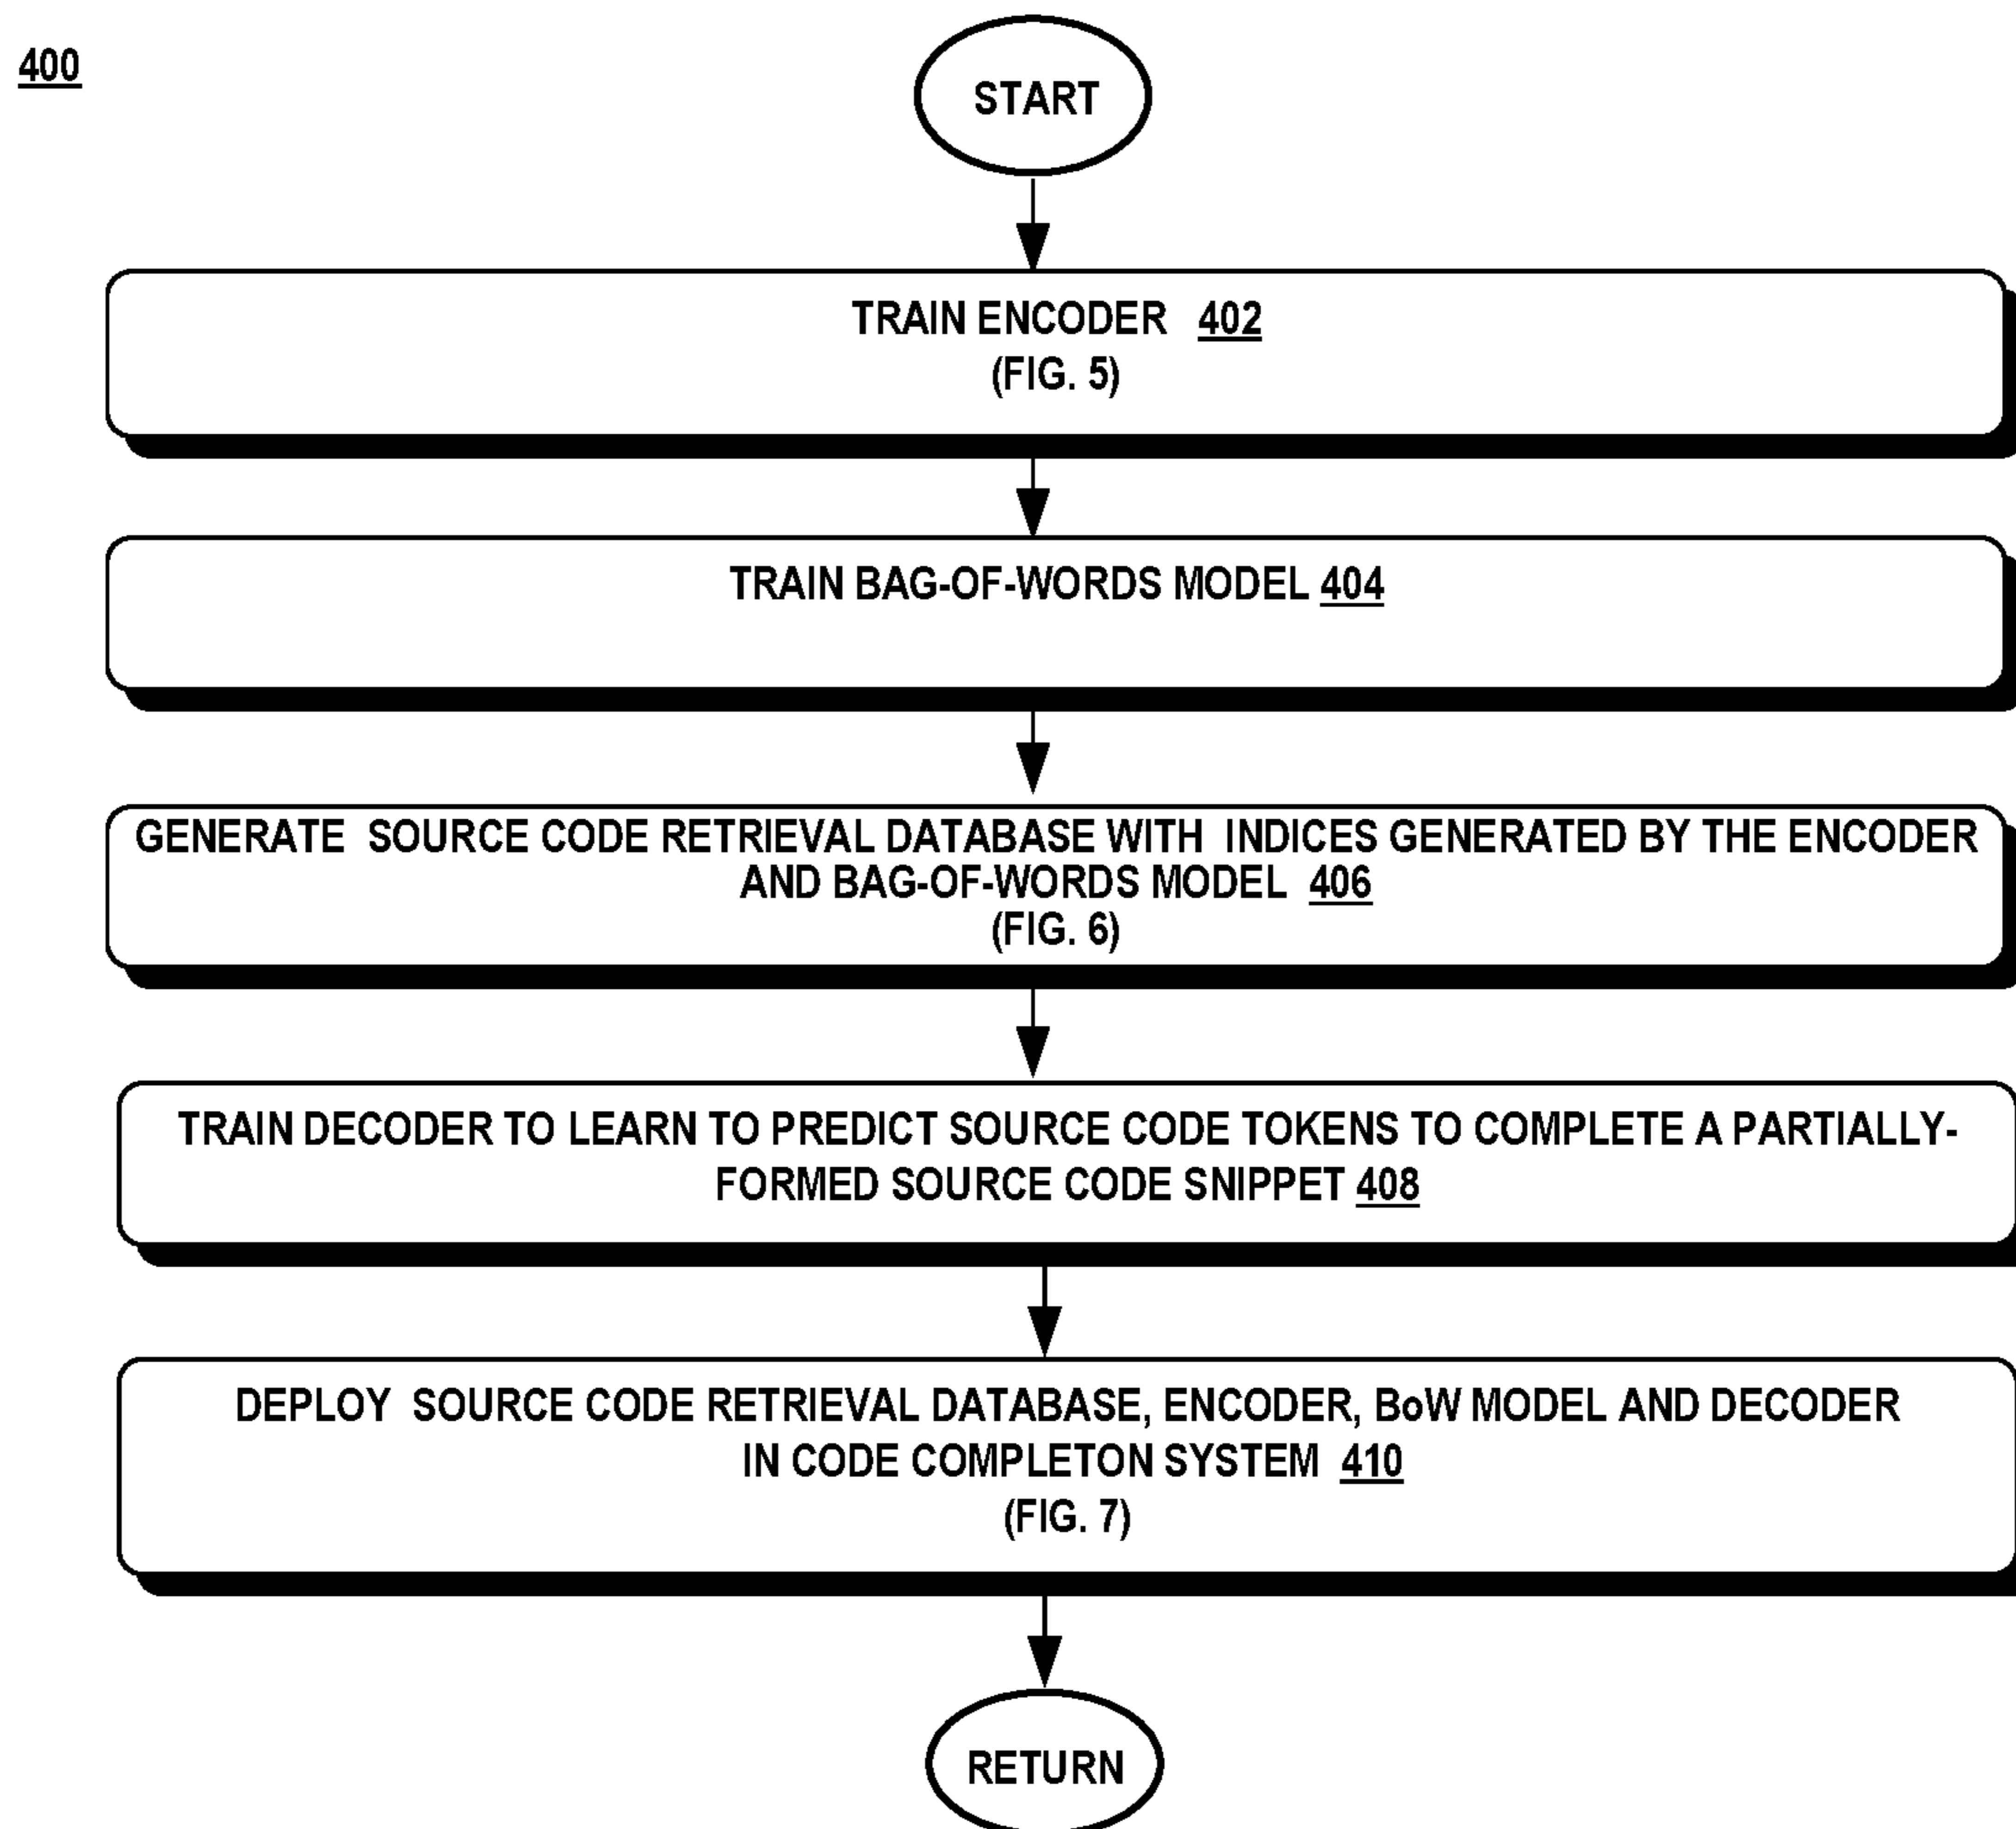 400
START
TRAIN ENCODER 402
(FIG. 5)
TRAIN BAG-OF-WORDS MODEL 404
GENERATE SOURCE CODE RETRIEVAL DATABASE WITH INDICES GENERATED BY THE ENCODER
AND BAG-OF-WORDS MODEL 406
(FIG. 6)
TRAIN DECODER TO LEARN TO PREDICT SOURCE CODE TOKENS TO COMPLETE A PARTIALLY-
FORMED SOURCE CODE SNIPPET 408
DEPLOY SOURCE CODE RETRIEVAL DATABASE, ENCODER, BoW MODEL AND DECODER
IN CODE COMPLETON SYSTEM 410
(FIG. 7)
RETURN